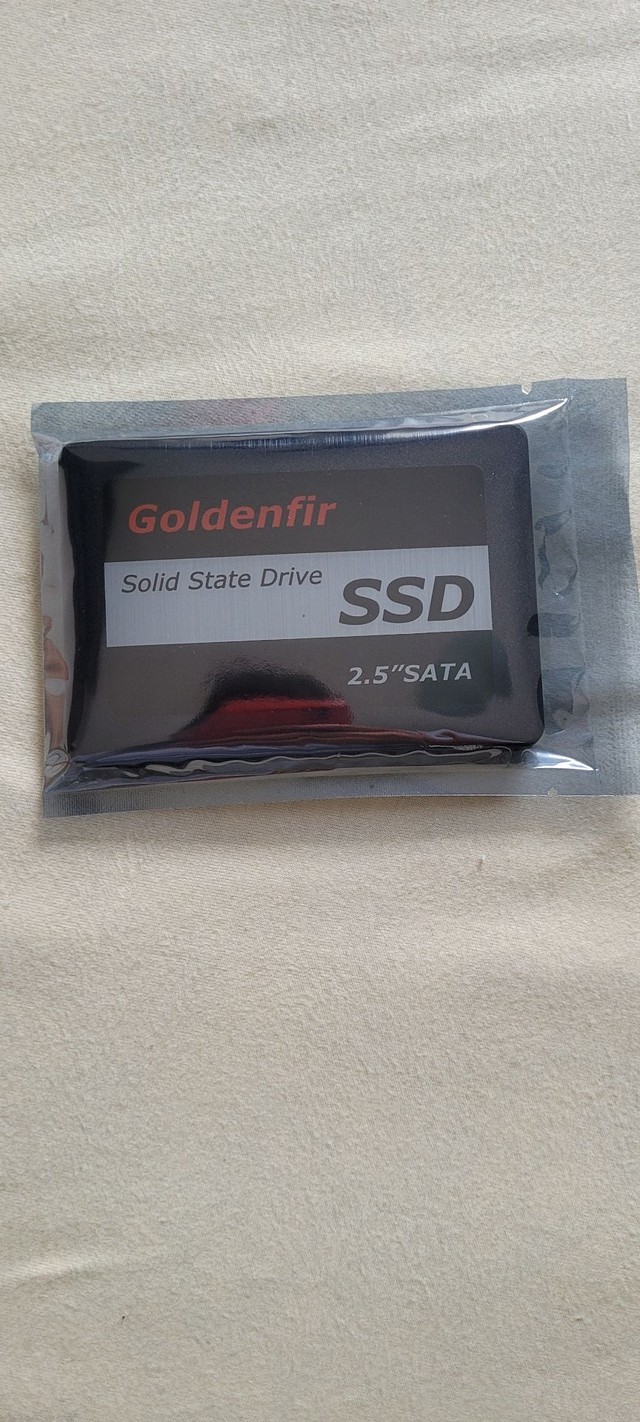 Goldenfir
Solid State Drive
SSD
2.5"SATA